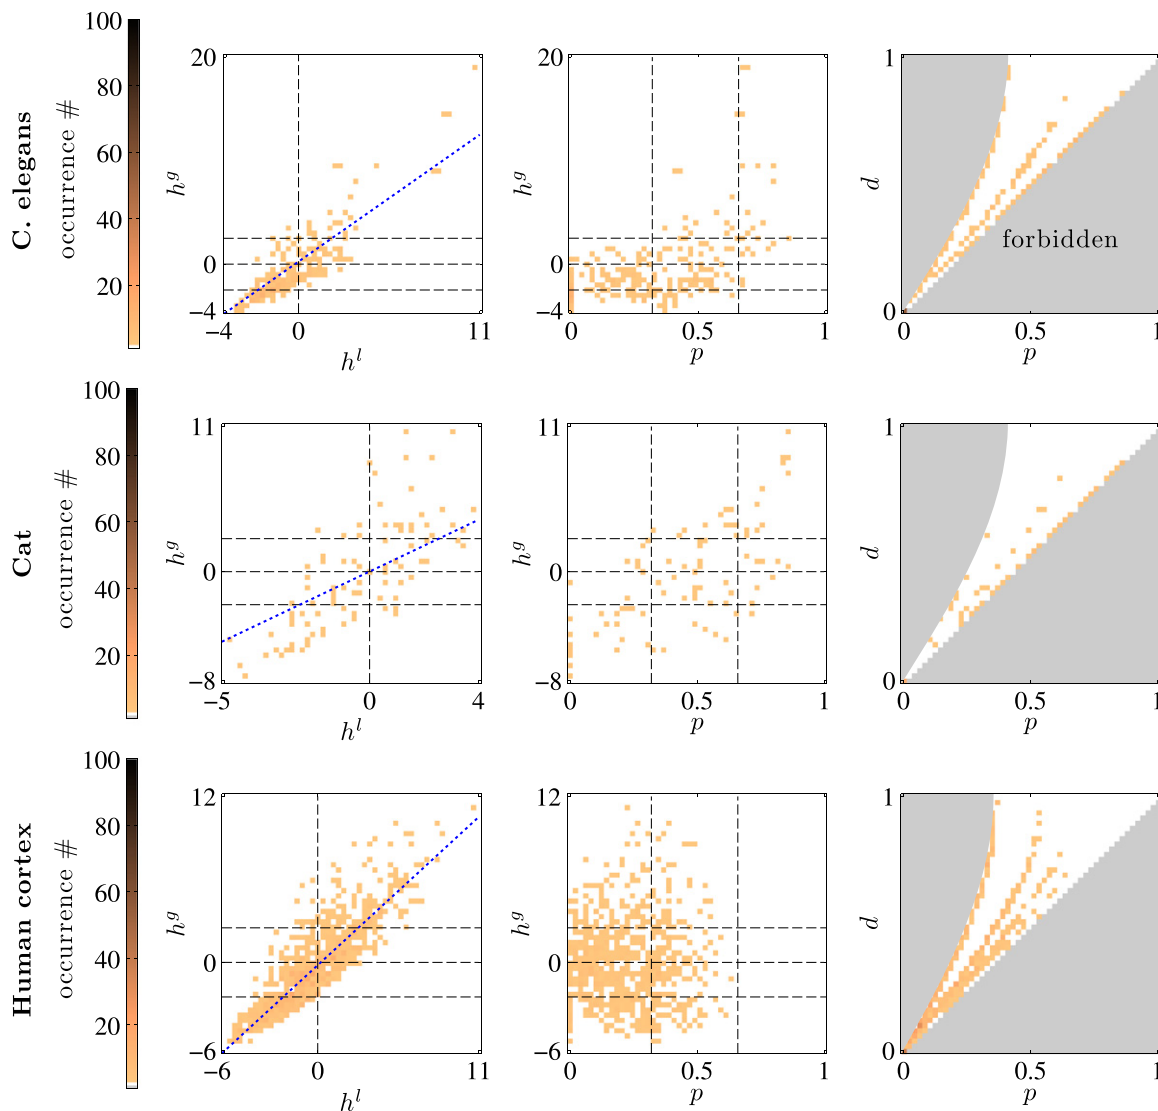 C. elegans
occurrence #
100
80
60
40
20
20
0
−4
h^g
−4 0 11
h^l
20
0
−4
h^g
0 0.5 1
p
1
0
d
forbidden
0 0.5 1
p
Cat
occurrence #
100
80
60
40
20
11
0
−8
h^g
−5 0 4
h^l
11
0
−8
h^g
0 0.5 1
p
1
0
d
0 0.5 1
p
Human cortex
occurrence #
100
80
60
40
20
12
0
−6
h^g
−6 0 11
h^l
12
0
−6
h^g
0 0.5 1
p
1
0
d
0 0.5 1
p